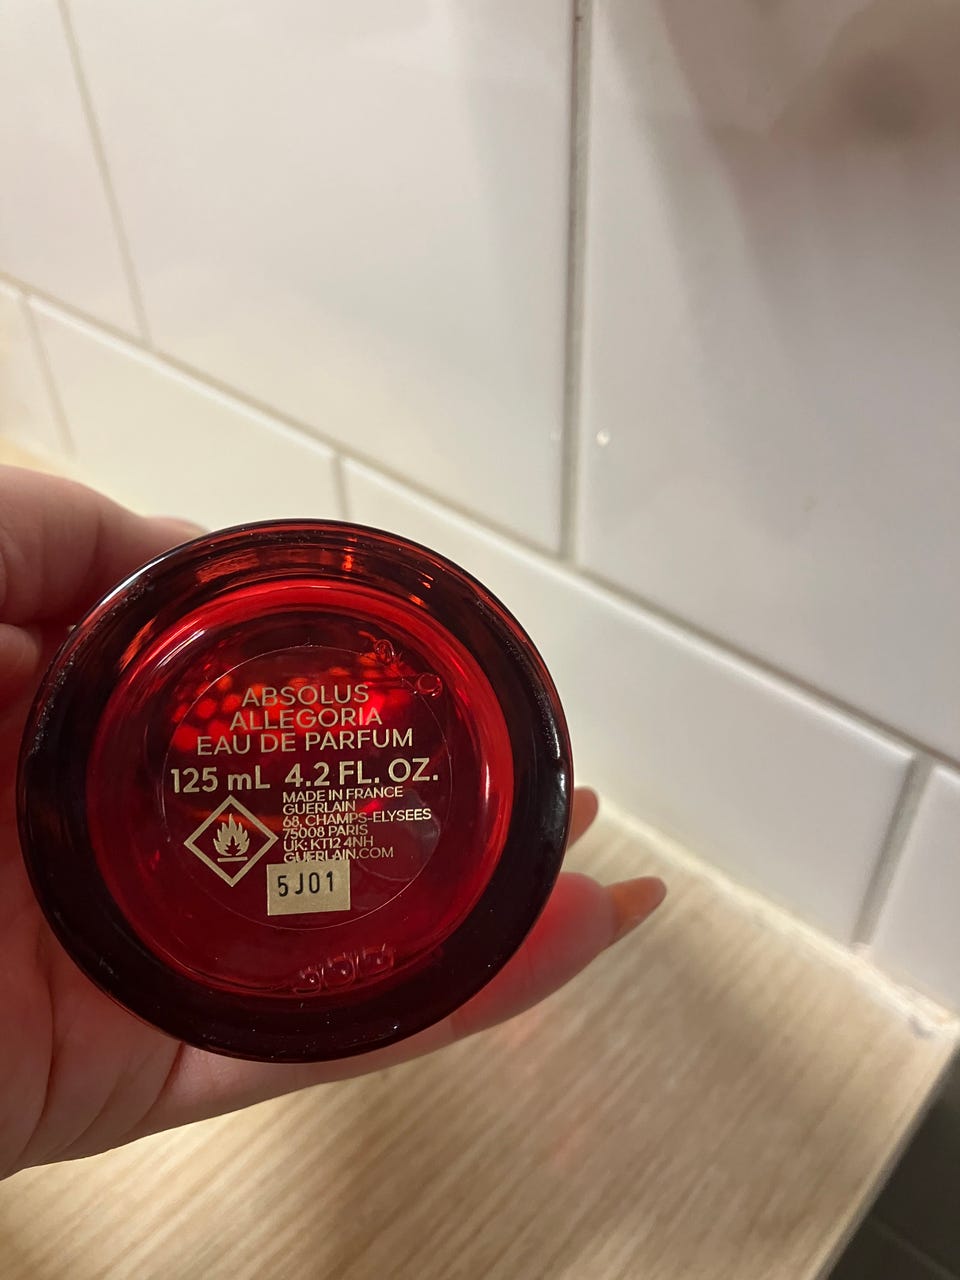 ABSOLUS
ALLEGORIA
EAU DE PARFUM
125 mL 4.2 FL. OZ.
MADE IN FRANCE
GUERLAIN
68, CHAMPS-ELYSEES
75008 PARIS
UK: KT12 4NH
GUERLAIN.COM
5J01